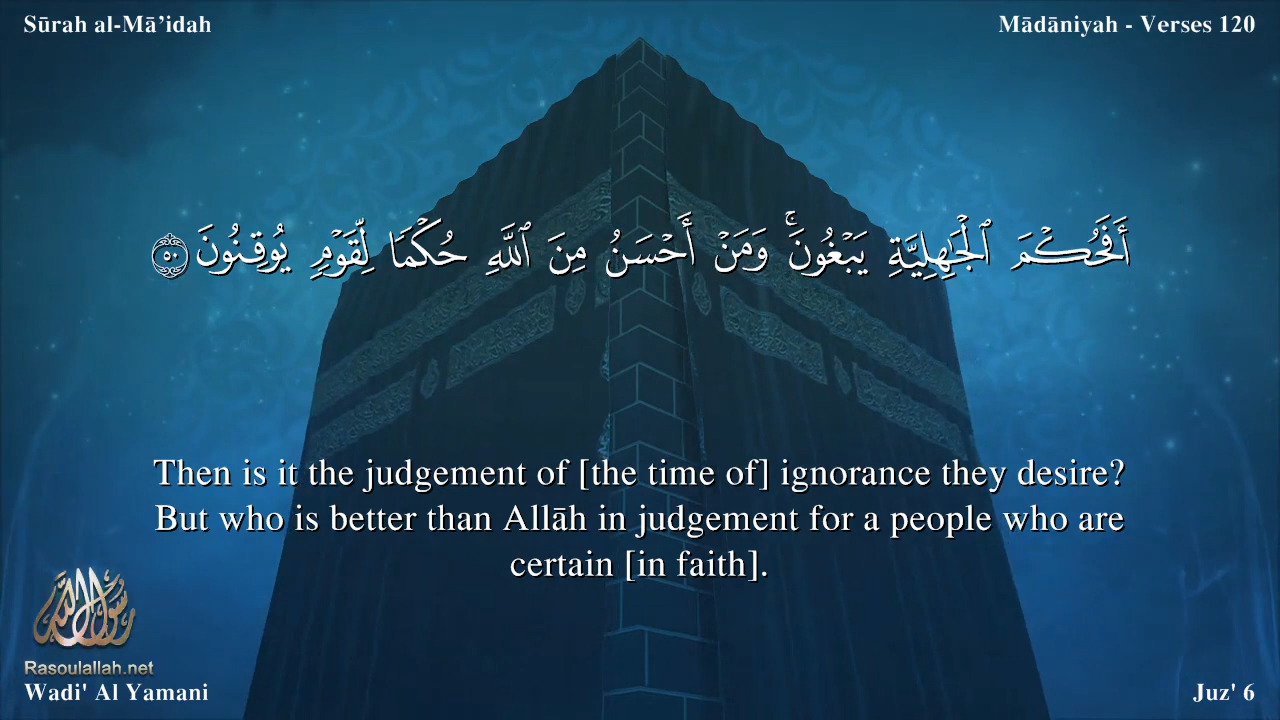 Sūrah al-Mā’idah
Mādāniyah - Verses 120
أَفَحُكْمَ ٱلْجَٰهِلِيَّةِ يَبْغُونَ ۚ وَمَنْ أَحْسَنُ مِنَ ٱللَّهِ حُكْمًا لِّقَوْمٍ يُوقِنُونَ ٥٠
Then is it the judgement of [the time of] ignorance they desire?
But who is better than Allāh in judgement for a people who are
certain [in faith].
رسول الله
Rasoulallah.net
Wadi' Al Yamani
Juz' 6